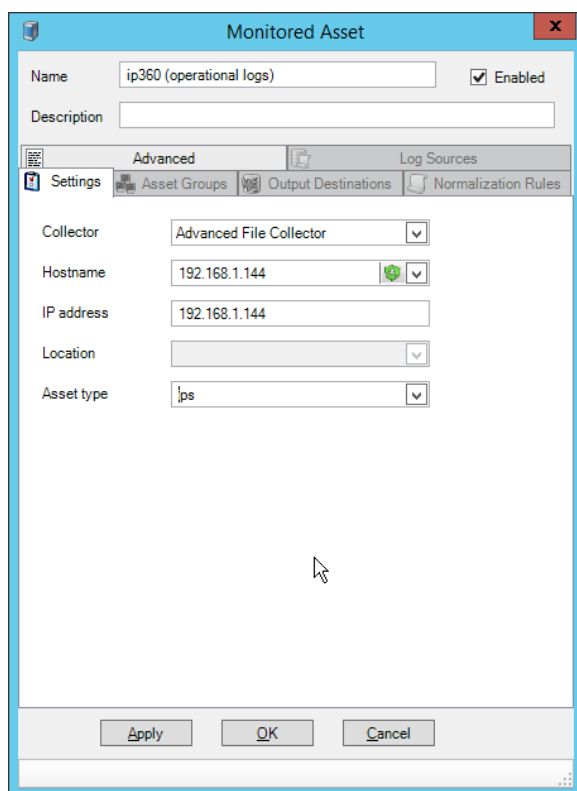 Monitored Asset
x
Name ip360 (operational logs) Enabled
Description
Advanced Log Sources
Settings Asset Groups Output Destinations Normalization Rules
Collector Advanced File Collector
Hostname 192.168.1.144
IP address 192.168.1.144
Location
Asset type ips
Apply OK Cancel